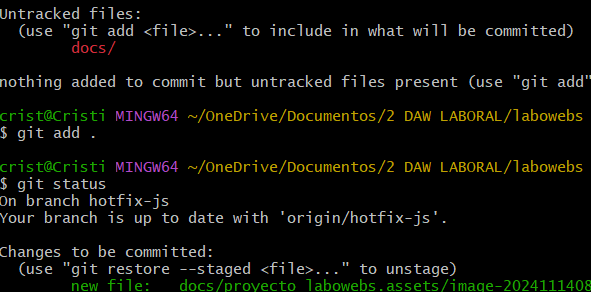 Untracked files:
(use "git add <file>..." to include in what will be committed)
docs/
nothing added to commit but untracked files present (use "git add"
crist@Cristi MINGW64 ~/OneDrive/Documentos/2 DAW LABORAL/labowebs
$ git add .
crist@Cristi MINGW64 ~/OneDrive/Documentos/2 DAW LABORAL/labowebs
$ git status
On branch hotfix-js
Your branch is up to date with 'origin/hotfix-js'.
Changes to be committed:
(use "git restore --staged <file>..." to unstage)
new file: docs/proyecto labowebs.assets/image-2024111408